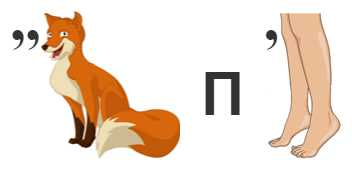 ,, П ,